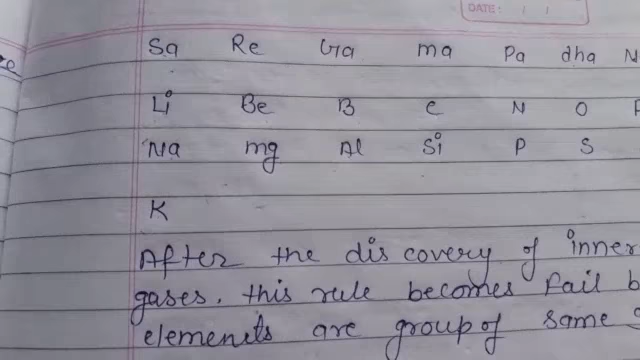 DATE: / /
Sa Re Ga ma Pa dha N
Li Be B C N O F
Na mg Al Si P S
K
After the discovery of inner
gases. this rule becomes fail b
elements are group of same